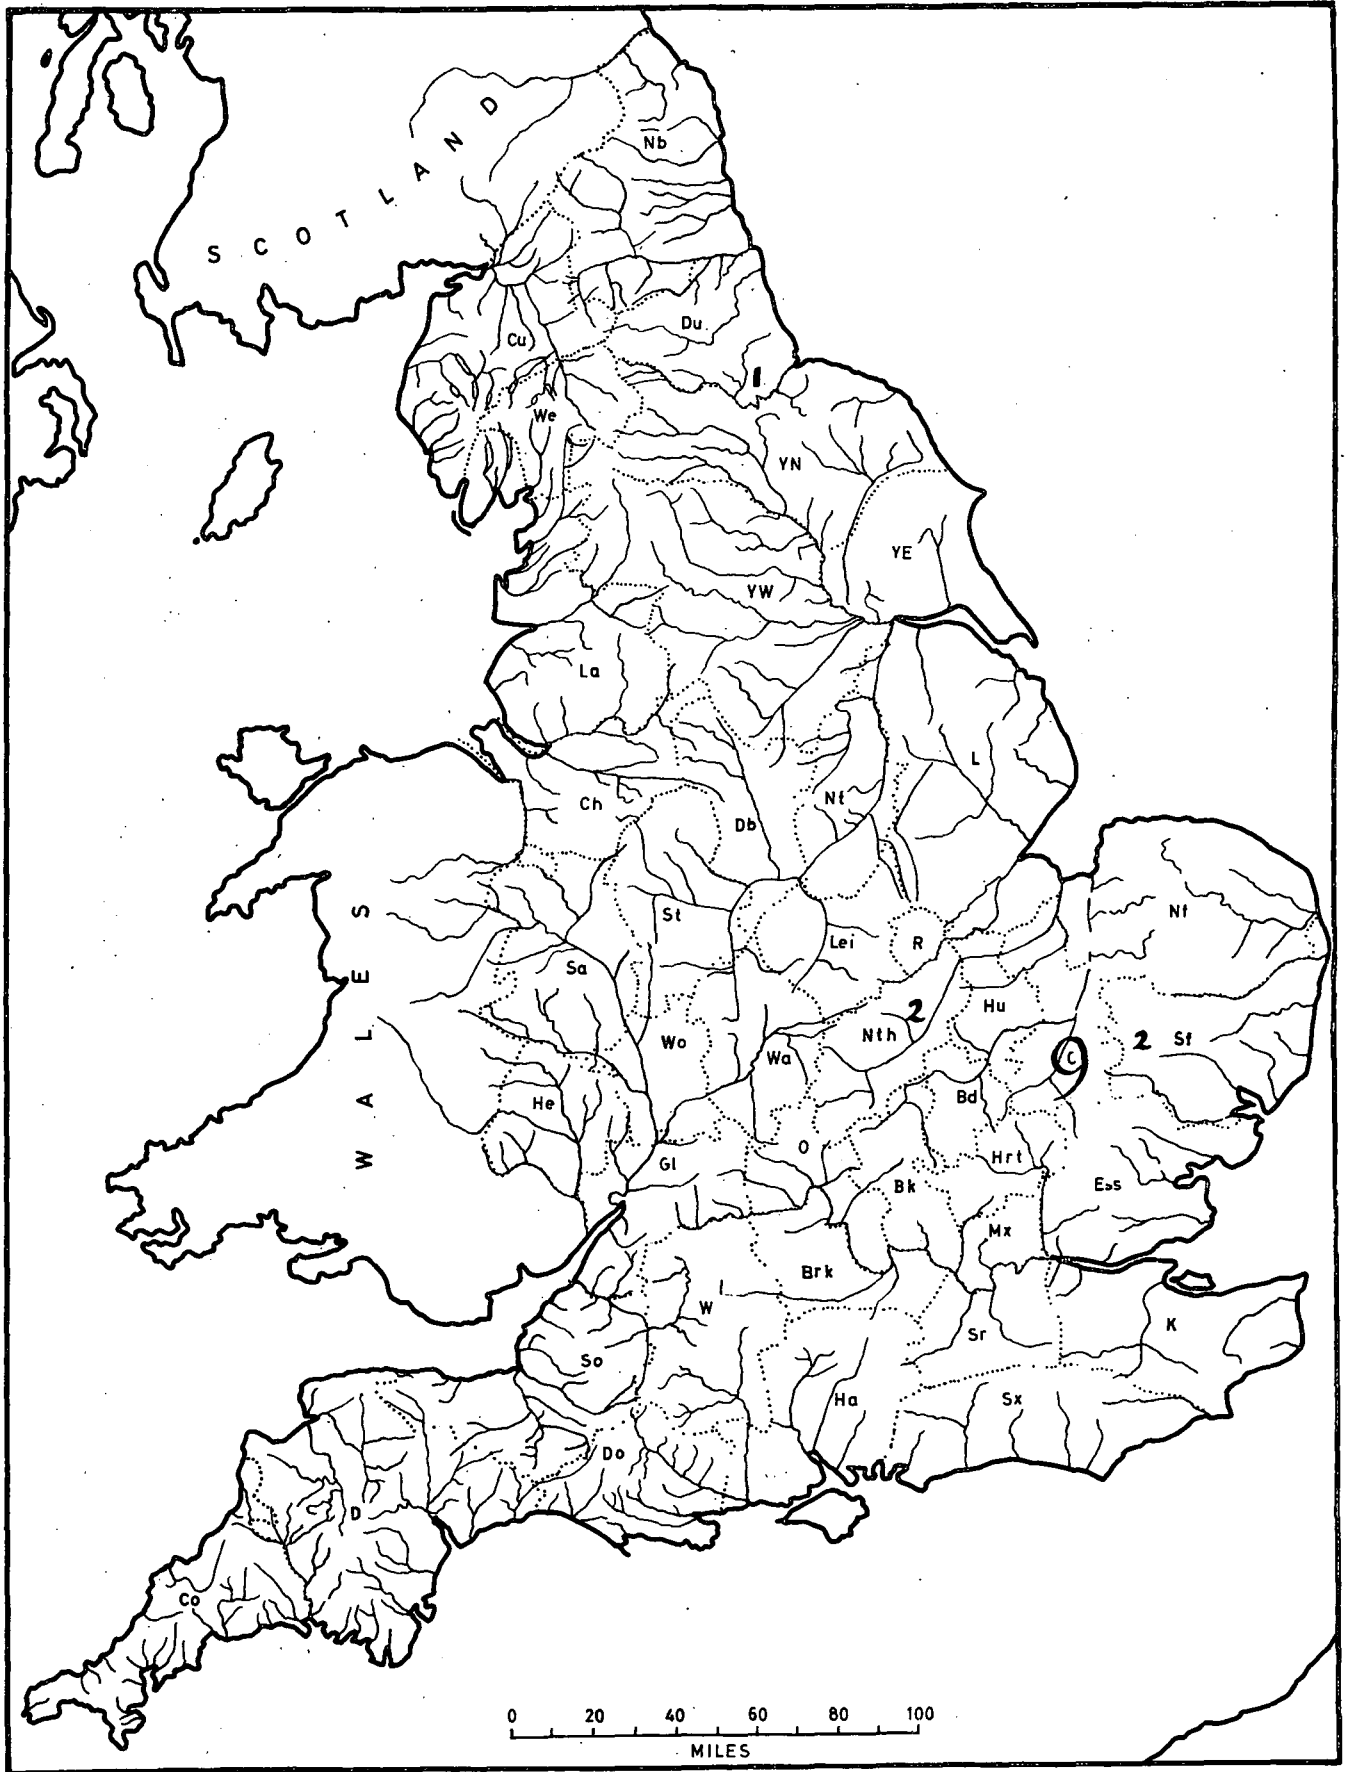 SCOTLAND
Nb
Du
Cu
1
We
YN
YE
YW
La
L
Ch
Nt
Db
WALES
St
Nf
Lei
R
Sa
2
Hu
Nth
Wo
Wa
C
2
Sf
He
Bd
O
Gl
Hrt
Bk
Ess
Mx
Brk
W
Sr
K
So
Ha
Sx
Do
D
Co
0 20 40 60 80 100
MILES